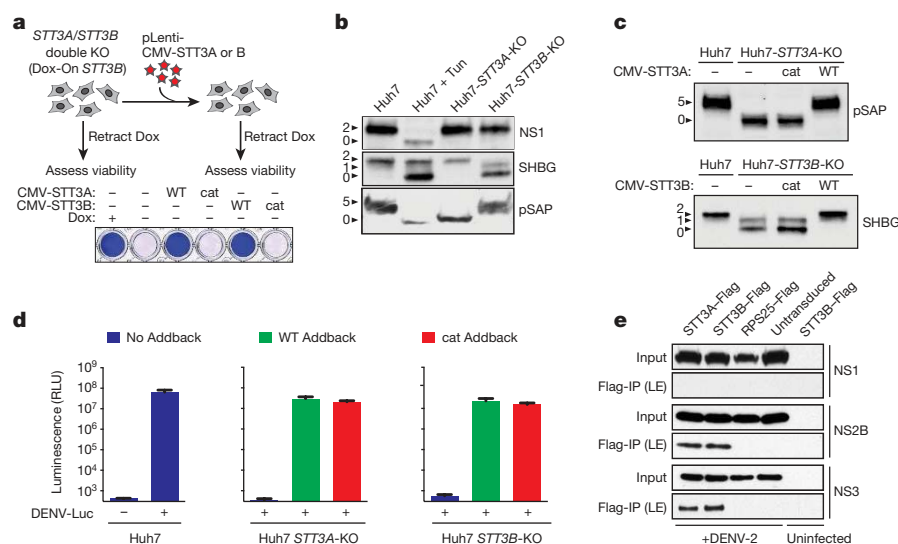 a
STT3A/STT3B
double KO
(Dox-On STT3B)
pLenti-
CMV-STT3A or B
Retract Dox
Retract Dox
Assess viability
Assess viability
CMV-STT3A: – – WT cat – –
CMV-STT3B: – – – – WT cat
Dox: + – – – – –
b
Huh7
Huh7 + Tun
Huh7-STT3A-KO
Huh7-STT3B-KO
2
0
NS1
2
1
0
SHBG
5
0
pSAP
c
Huh7 Huh7-STT3A-KO
CMV-STT3A: – – cat WT
5
0
pSAP
Huh7 Huh7-STT3B-KO
CMV-STT3B: – – cat WT
2
1
0
SHBG
d
No Addback WT Addback cat Addback
Luminescence (RLU)
10⁹
10⁸
10⁷
10⁶
10⁵
10⁴
10³
DENV-Luc – + + + + + + +
Huh7 Huh7 STT3A-KO Huh7 STT3B-KO
e
STT3A–Flag
STT3B–Flag
RPS25–Flag
Untransduced
STT3B–Flag
Input
Flag-IP (LE)
NS1
Input
Flag-IP (LE)
NS2B
Input
Flag-IP (LE)
NS3
+DENV-2 Uninfected